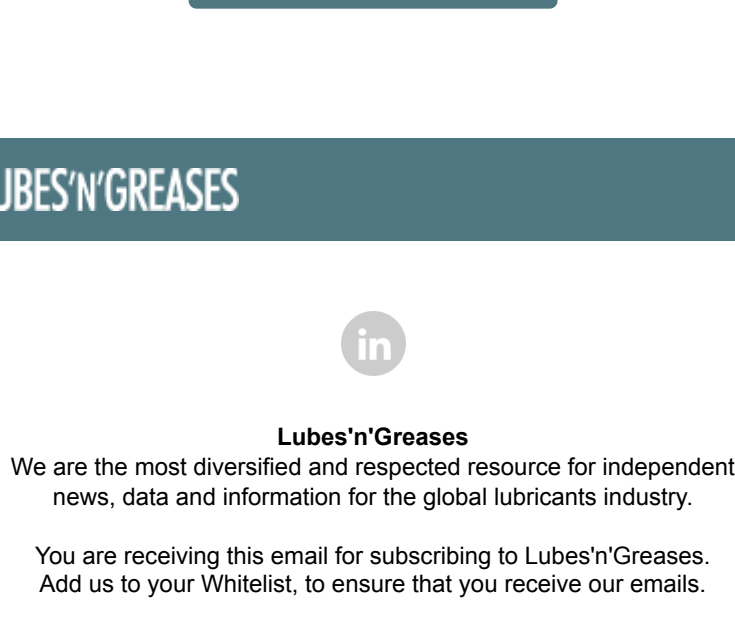 UBES'N'GREASES
in
Lubes'n'Greases
We are the most diversified and respected resource for independent
news, data and information for the global lubricants industry.
You are receiving this email for subscribing to Lubes'n'Greases.
Add us to your Whitelist, to ensure that you receive our emails.